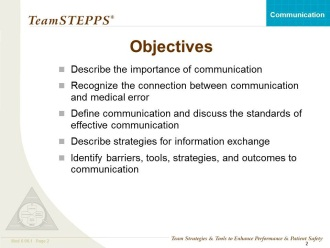 Communication
TeamSTEPPS®
Objectives
Describe the importance of communication
Recognize the connection between communication
and medical error
Define communication and discuss the standards of
effective communication
Describe strategies for information exchange
Identify barriers, tools, strategies, and outcomes to
communication
Team Strategies & Tools to Enhance Performance & Patient Safety